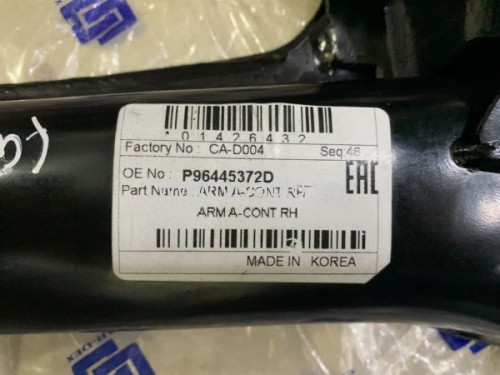 *01426432
Factory No : CA-D004 Seq:46
OE No : P96445372D
EAC
Part Name : ARM A-CONT RH
ARM A-CONT RH
MADE IN KOREA